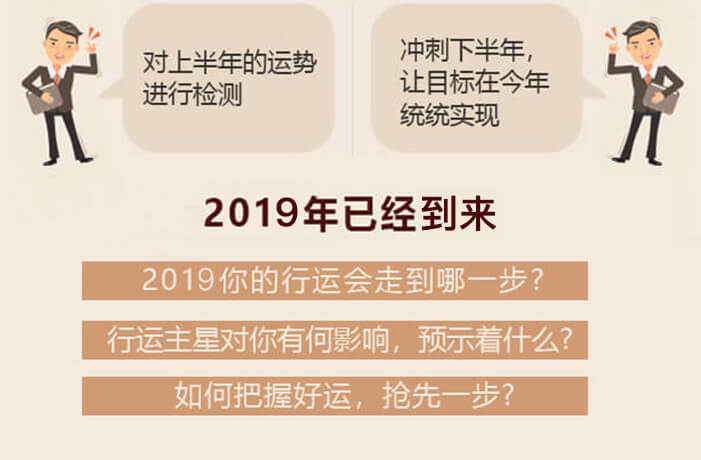 对上半年的运势
进行检测
冲刺下半年，
让目标在今年
统统实现
2019年已经到来
2019你的行运会走到哪一步?
行运主星对你有何影响，预示着什么?
如何把握好运，抢先一步?